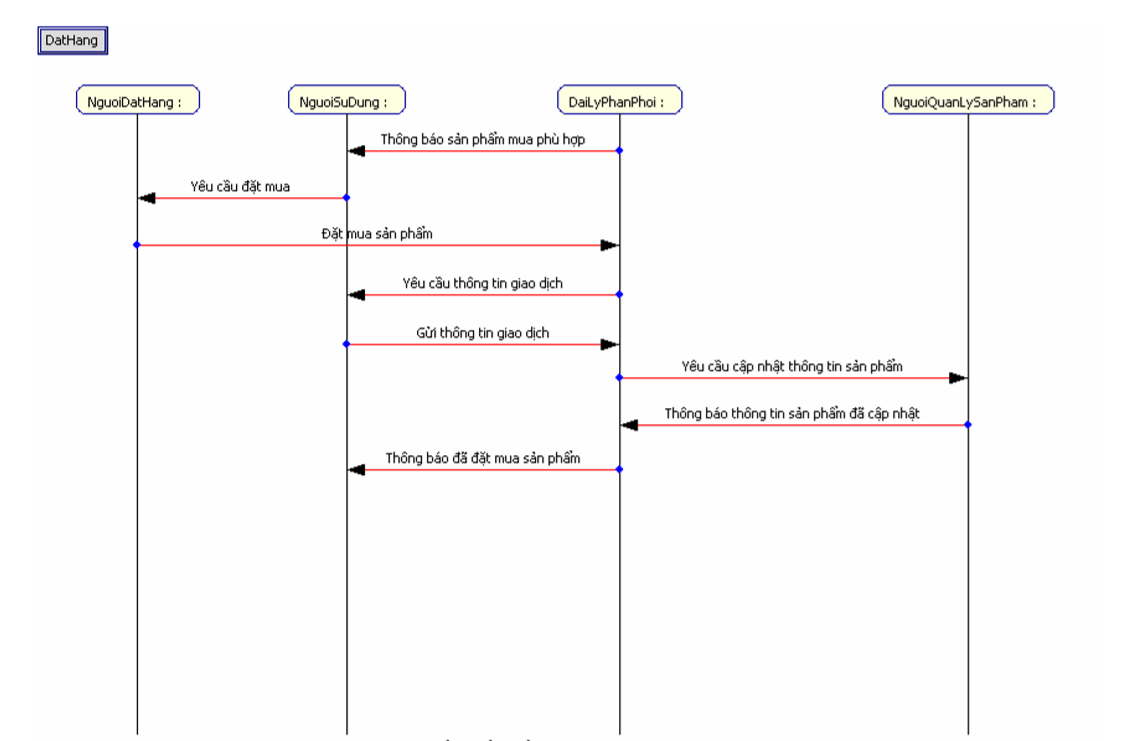 DatHang
NguoiDatHang :
NguoiSuDung :
DaiLyPhanPhoi :
NguoiQuanLySanPham :
Thông báo sản phẩm mua phù hợp
Yêu cầu đặt mua
Đặt mua sản phẩm
Yêu cầu thông tin giao dịch
Gửi thông tin giao dịch
Yêu cầu cập nhật thông tin sản phẩm
Thông báo thông tin sản phẩm đã cập nhật
Thông báo đã đặt mua sản phẩm